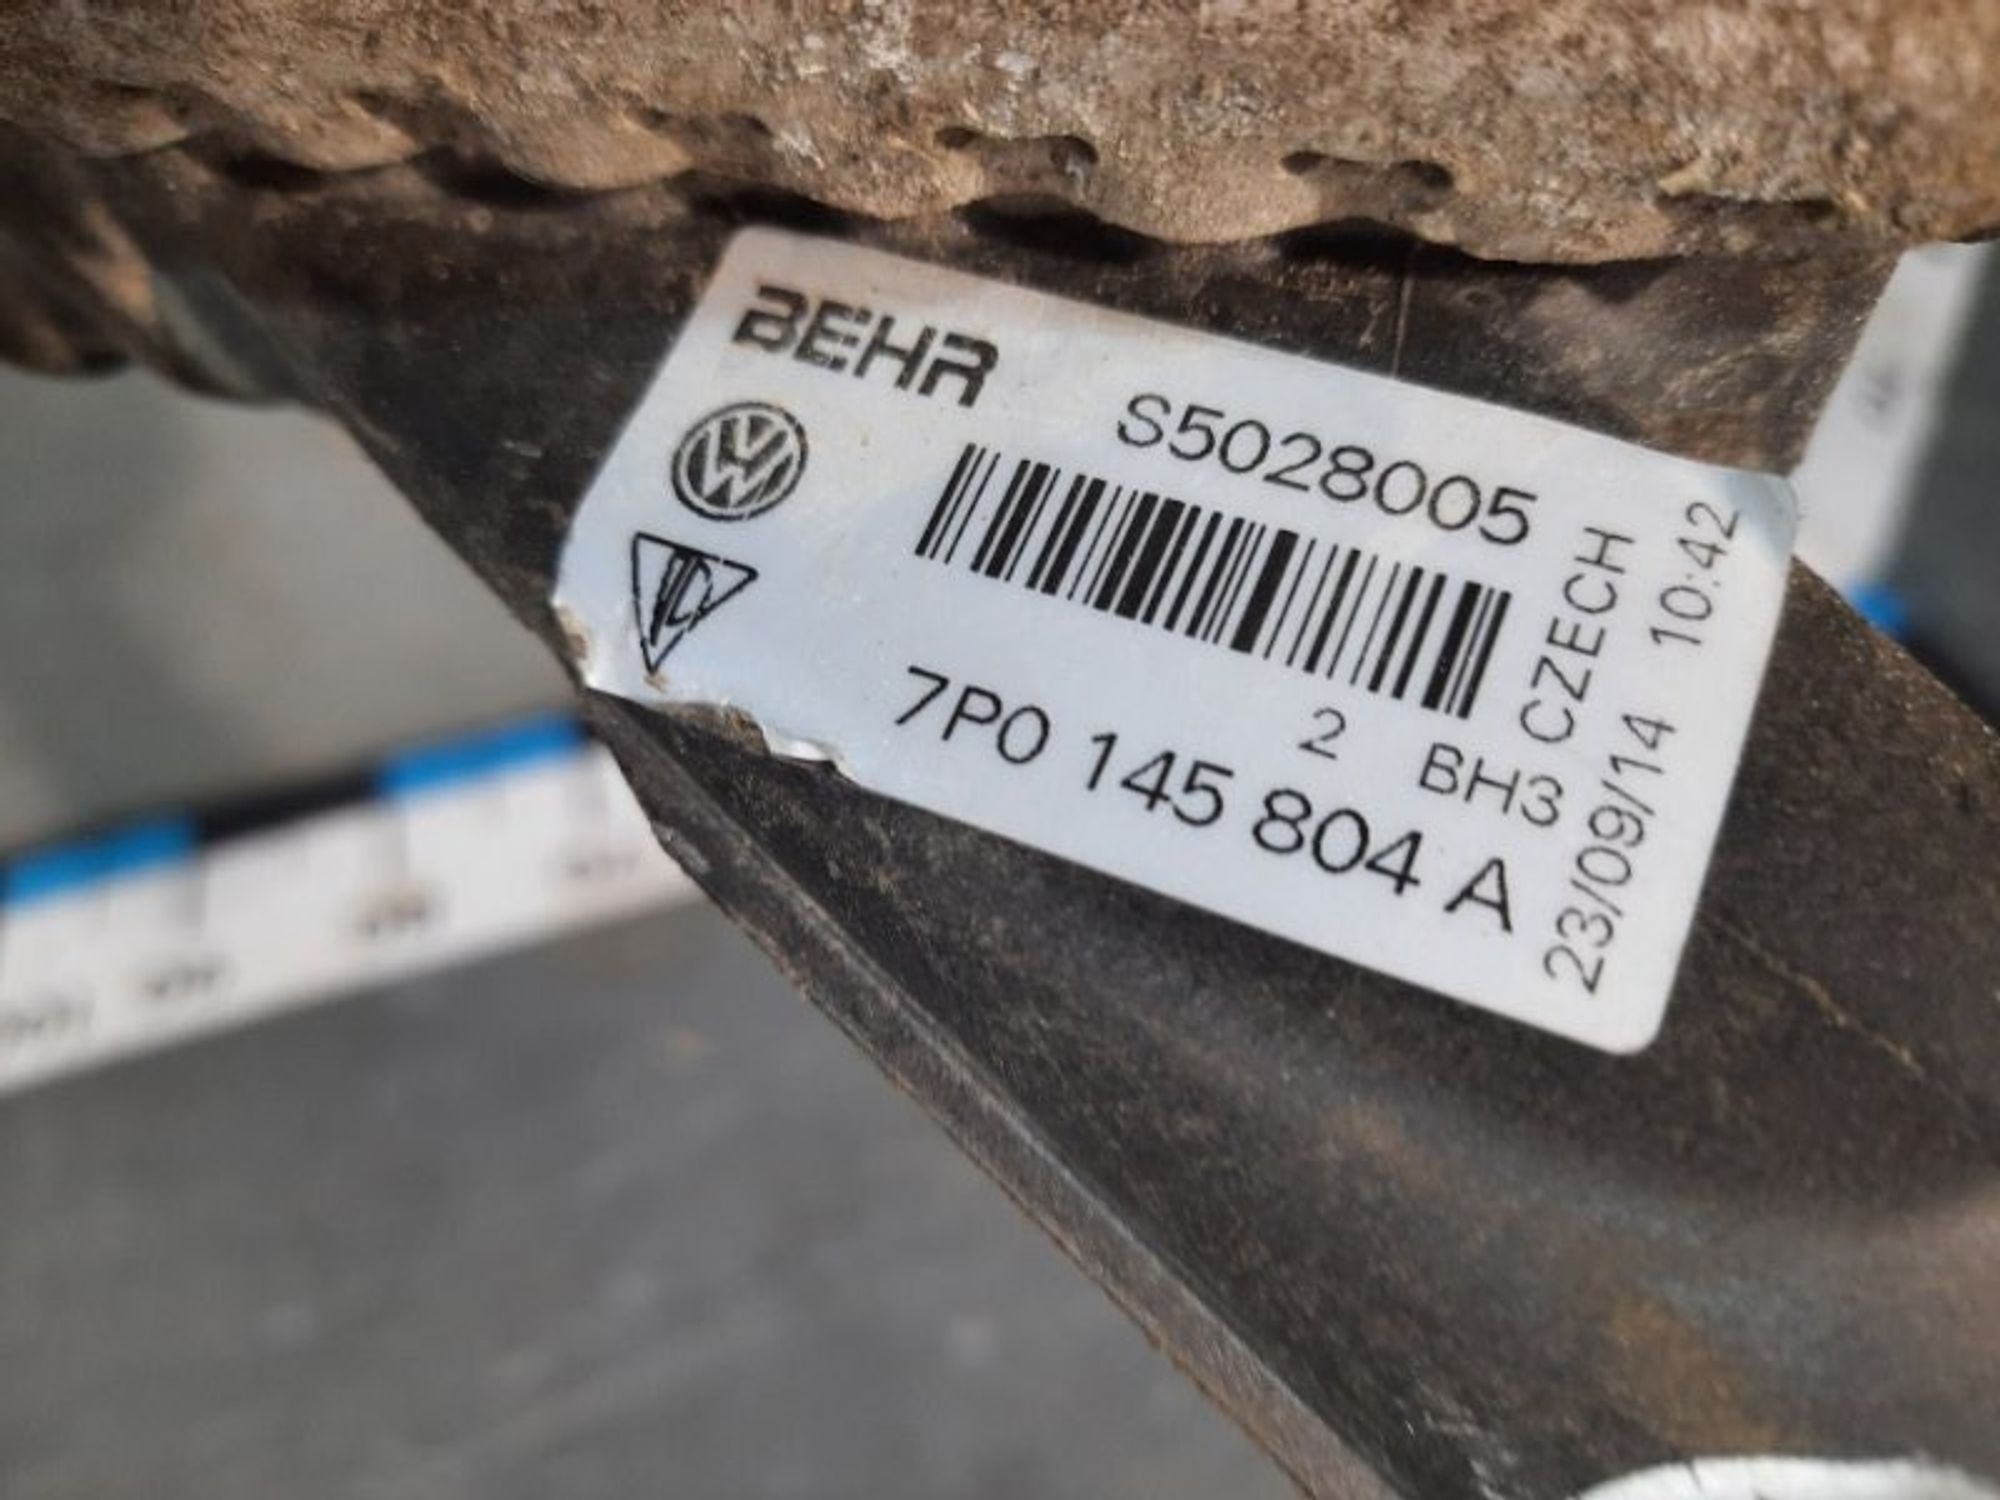 BEHR
S5028005
2 BH3
7P0 145 804 A
CZECH
23/09/14 10:42